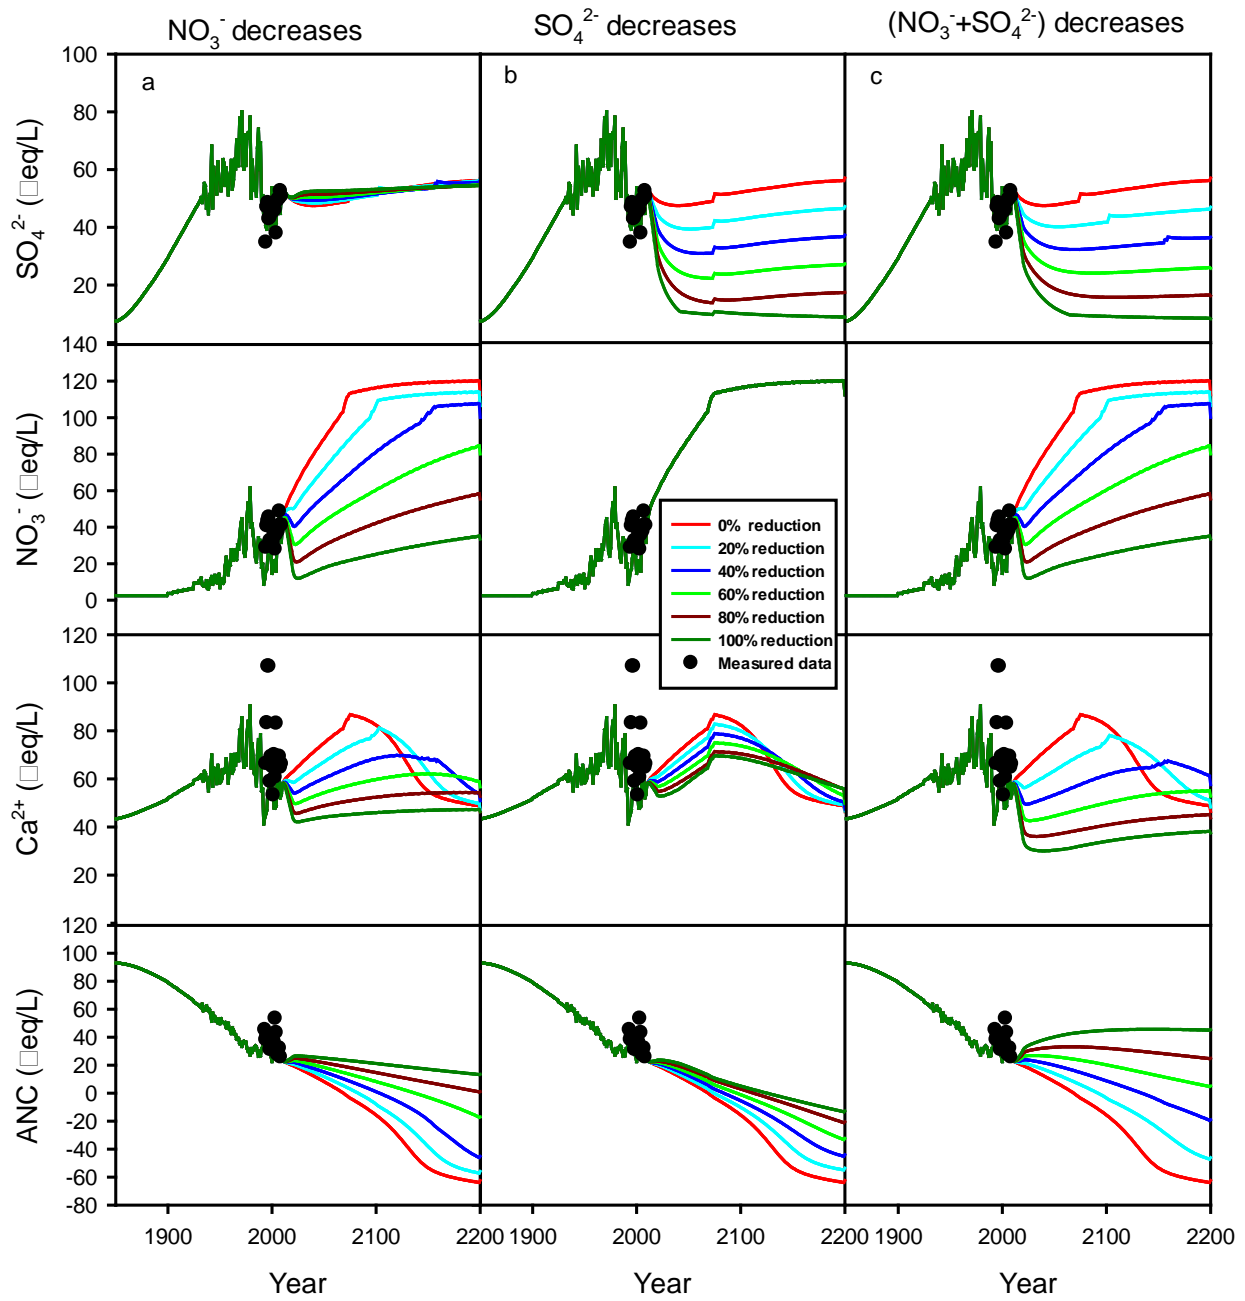 NO₃⁻ decreases
SO₄²⁻ decreases
(NO₃⁻+SO₄²⁻) decreases
a
b
c
SO₄²⁻ (□eq/L)
100
80
60
40
20
NO₃⁻ (□eq/L)
140
120
100
80
60
40
20
0
Ca²⁺ (□eq/L)
120
100
80
60
40
20
ANC (□eq/L)
120
100
80
60
40
20
0
-20
-40
-60
-80
0% reduction
20% reduction
40% reduction
60% reduction
80% reduction
100% reduction
Measured data
1900 2000 2100 2200
1900 2000 2100 2200
1900 2000 2100 2200
Year
Year
Year